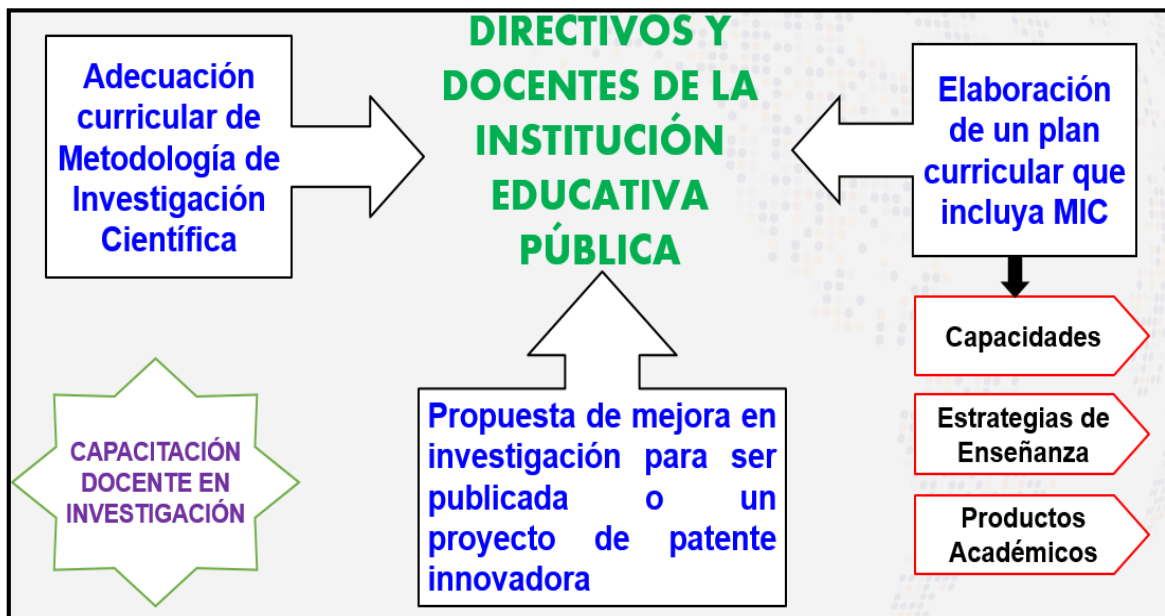 DIRECTIVOS Y
DOCENTES DE LA
INSTITUCIÓN
EDUCATIVA
PÚBLICA
Adecuación
curricular de
Metodología de
Investigación
Científica
Elaboración
de un plan
curricular que
incluya MIC
Capacidades
Estrategias de
Enseñanza
Productos
Académicos
Propuesta de mejora en
investigación para ser
publicada o un
proyecto de patente
innovadora
CAPACITACIÓN
DOCENTE EN
INVESTIGACIÓN